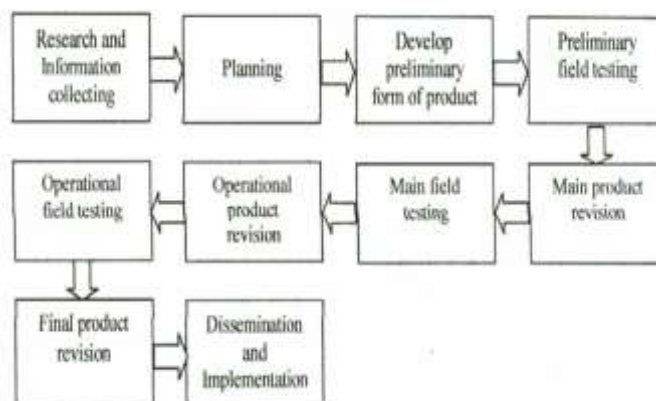 Research and
Information
collecting
Planning
Develop
preliminary
form of product
Preliminary
field testing
Main product
revision
Main field
testing
Operational
product
revision
Operational
field testing
Final product
revision
Dissemination
and
Implementation